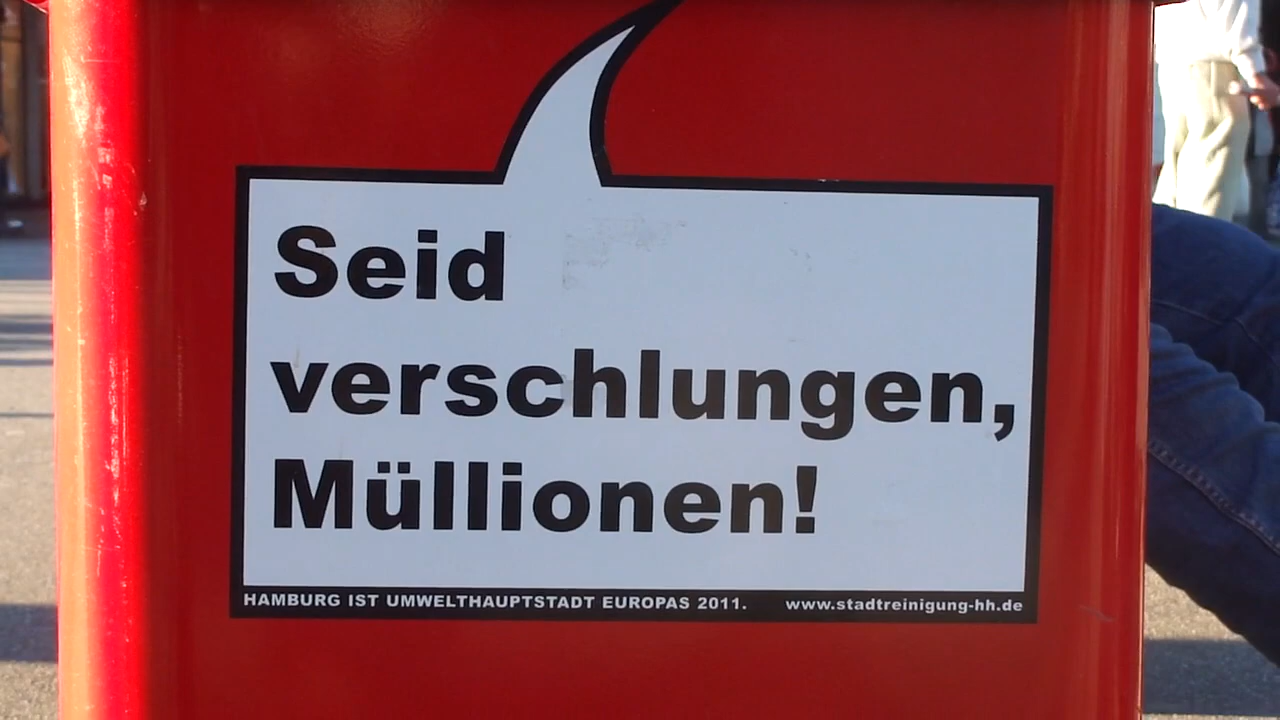 Seid
verschlungen,
Müllionen!
HAMBURG IST UMWELTHAUPTSTADT EUROPAS 2011. www.stadtreinigung-hh.de